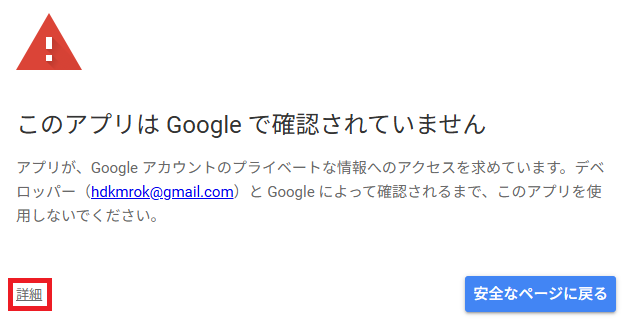 このアプリは Google で確認されていません
アプリが、Google アカウントのプライベートな情報へのアクセスを求めています。デベ
ロッパー（hdkmrok@gmail.com）と Google によって確認されるまで、このアプリを使
用しないでください。
詳細
安全なページに戻る